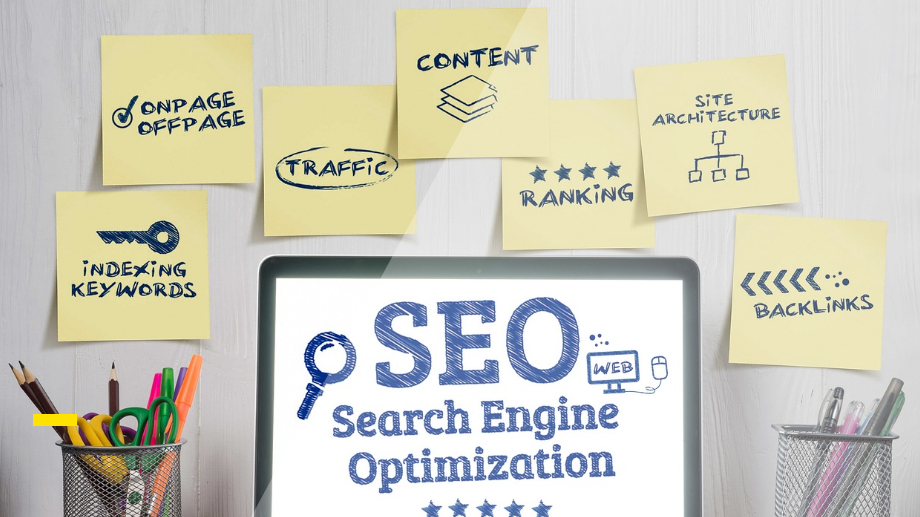 CONTENT
ONPAGE
OFFPAGE
TRAFFiC
RANKiNG
SiTE
ARCHiTECTURE
iNDEXiNG
KEYWORDS
BACKLiNKS
SEO
WEB
Search Engine
Optimization